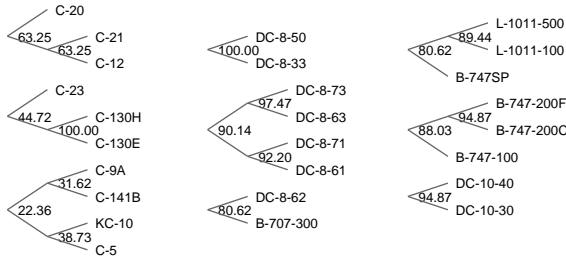 C-20
63.25
C-21
63.25
C-12
C-23
44.72
C-130H
100.00
C-130E
C-9A
31.62
C-141B
22.36
KC-10
38.73
C-5
DC-8-50
100.00
DC-8-33
DC-8-73
97.47
DC-8-63
90.14
DC-8-71
92.20
DC-8-61
DC-8-62
80.62
B-707-300
L-1011-500
89.44
80.62
L-1011-100
B-747SP
B-747-200F
94.87
88.03
B-747-200C
B-747-100
DC-10-40
94.87
DC-10-30